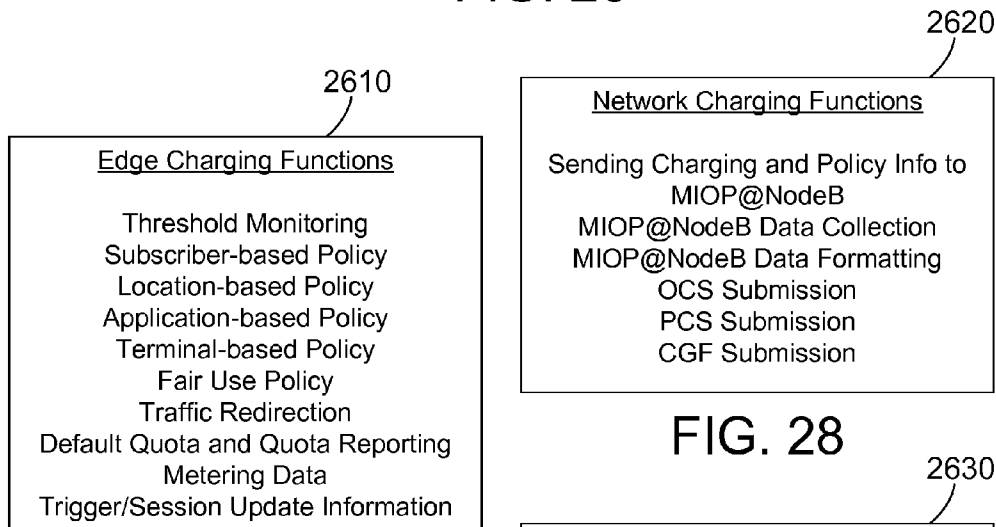 2620
2610
Network Charging Functions
Sending Charging and Policy Info to
MIOP@NodeB
MIOP@NodeB Data Collection
MIOP@NodeB Data Formatting
OCS Submission
PCS Submission
CGF Submission
FIG. 28
Edge Charging Functions
Threshold Monitoring
Subscriber-based Policy
Location-based Policy
Application-based Policy
Terminal-based Policy
Fair Use Policy
Traffic Redirection
Default Quota and Quota Reporting
Metering Data
Trigger/Session Update Information
2630